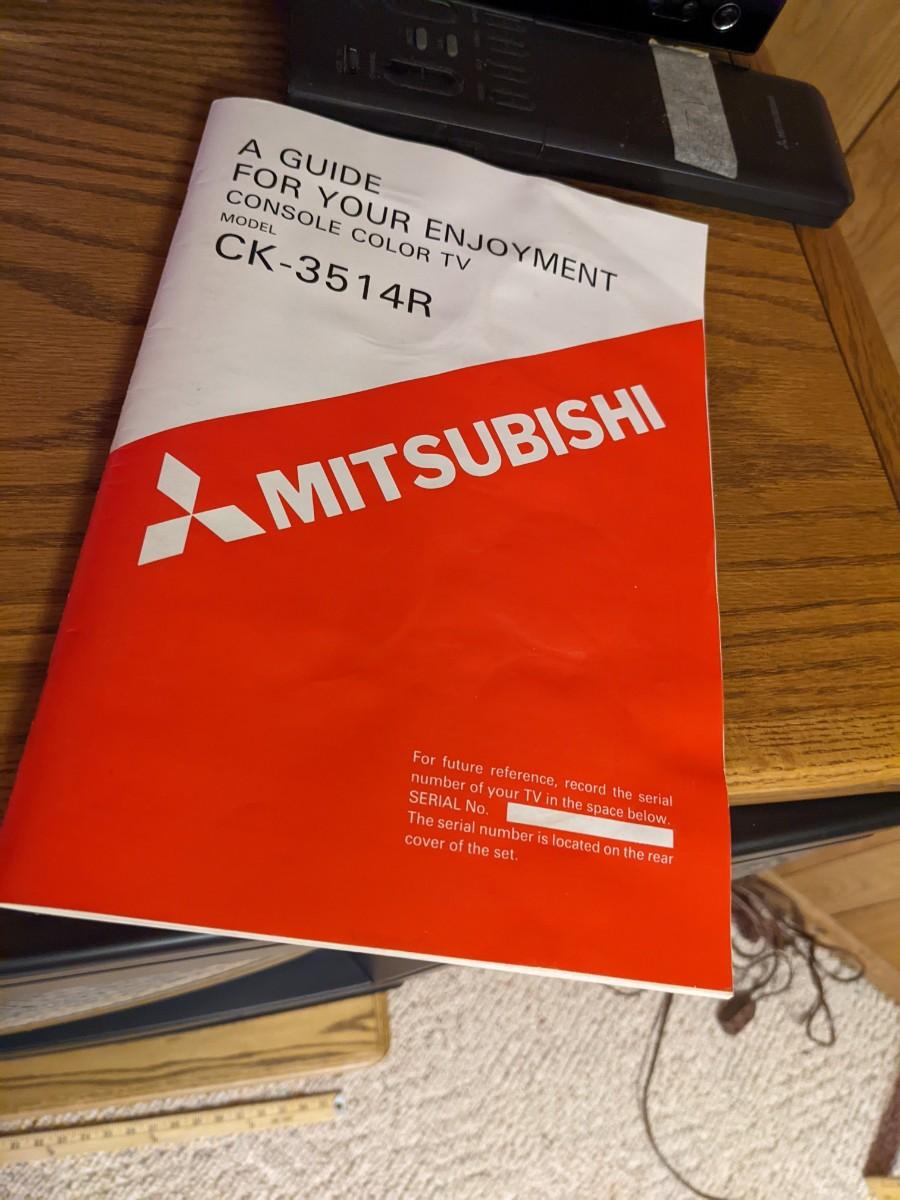 A GUIDE
FOR YOUR ENJOYMENT
CONSOLE COLOR TV
MODEL
CK-3514R
MITSUBISHI
For future reference, record the serial
number of your TV in the space below.
SERIAL No.
The serial number is located on the rear
cover of the set.